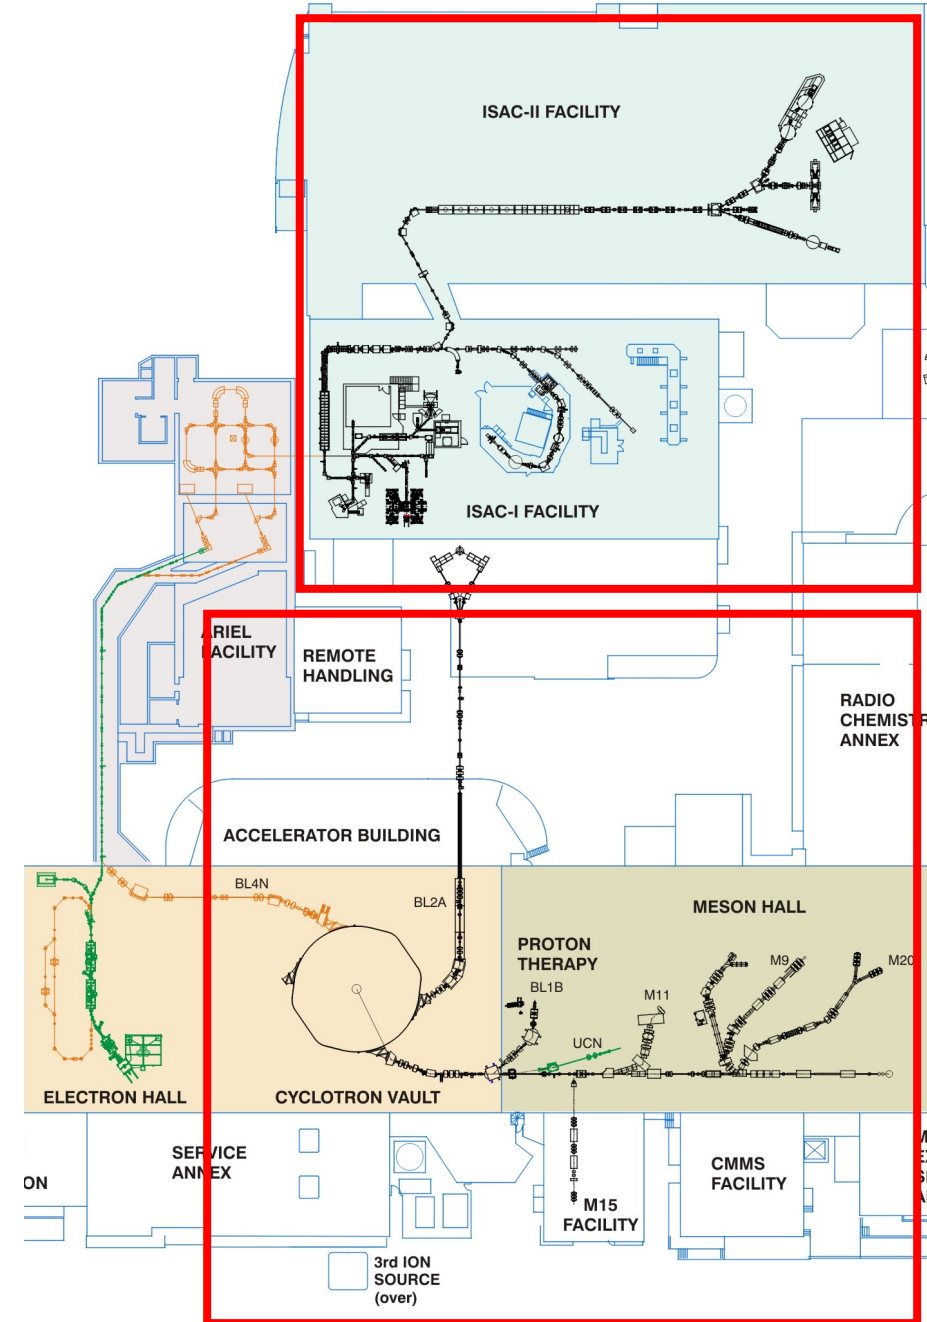 ISAC-II FACILITY
ISAC-I FACILITY
ARIEL
FACILITY
REMOTE
HANDLING
RADIO
ANNEX
ACCELERATOR BUILDING
BL4N
BL2A
MESON HALL
PROTON
THERAPY
BL1B
M11
M9
M20
UCN
ELECTRON HALL
CYCLOTRON VAULT
SERVICE
ANNEX
ON
CMMS
FACILITY
M15
FACILITY
3rd ION
SOURCE
(over)